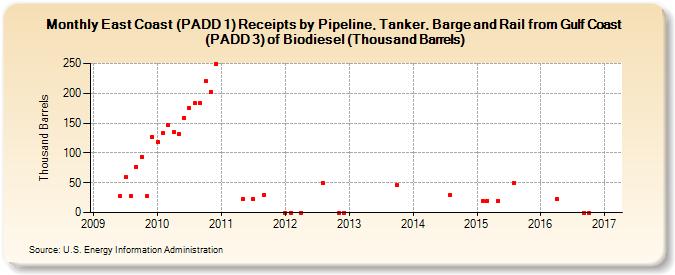 Monthly East Coast (PADD 1) Receipts by Pipeline, Tanker, Barge and Rail from Gulf Coast
(PADD 3) of Biodiesel (Thousand Barrels)
Thousand Barrels
250
200
150
100
50
0
2009 2010 2011 2012 2013 2014 2015 2016 2017
Source: U.S. Energy Information Administration